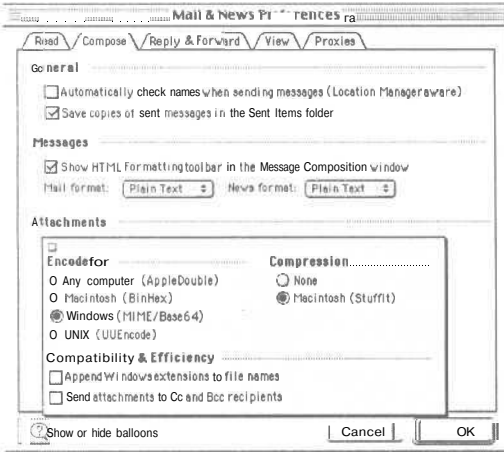 Mail & News Pr rences ra
Read Compose Reply & Forward View Proxies
General
Automatically check names when sending messages (Location Manager aware)
Save copies of sent messages in the Sent Items folder
Messages
Show HTML Formatting toolbar in the Message Composition window
Mail format: Plain Text News format: Plain Text
Attachments
Encode for Compression
Any computer (AppleDouble) None
Macintosh (BinHex) Macintosh (StuffIt)
Windows (MIME/Base64)
UNIX (UUEncode)
Compatibility & Efficiency
Append Windows extensions to file names
Send attachments to Cc and Bcc recipients
Show or hide balloons Cancel OK